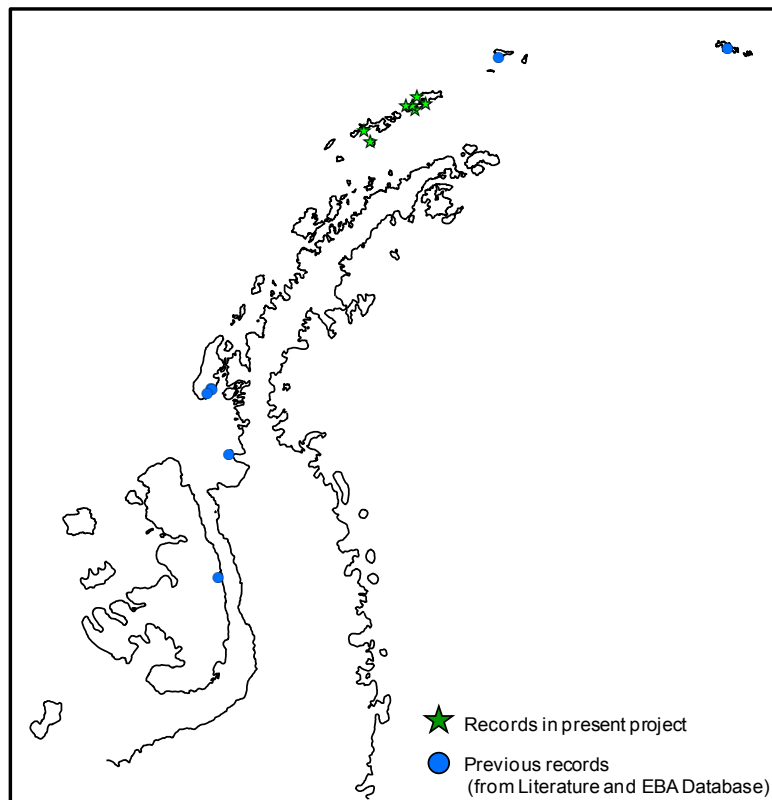 Records in present project
Previous records
(from Literature and EBA Database)